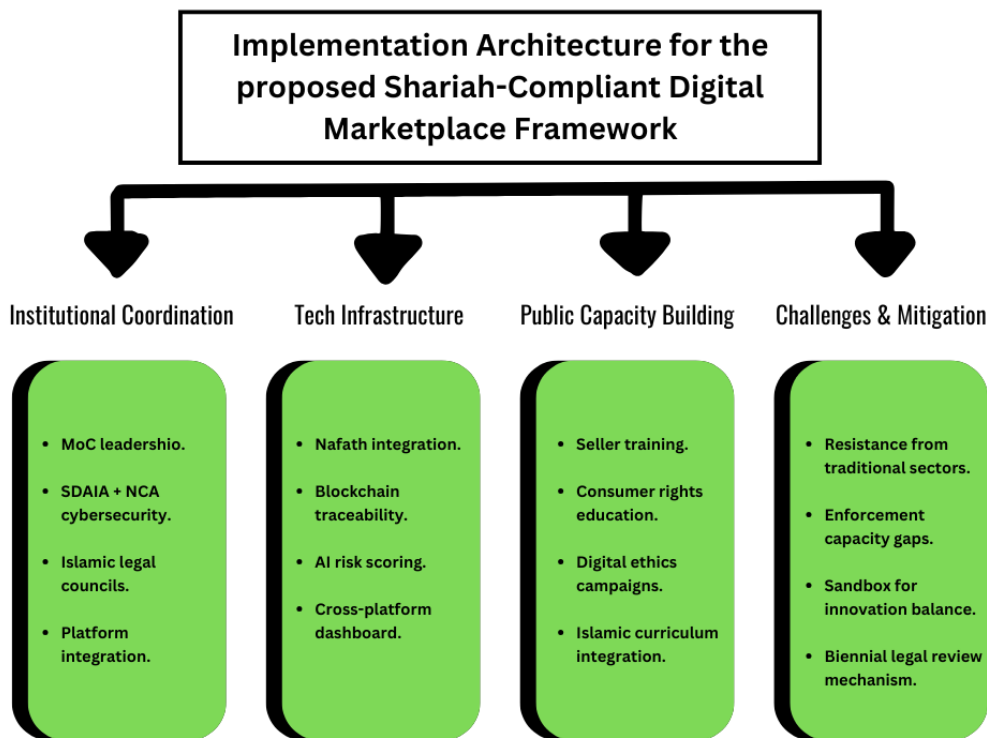 Implementation Architecture for the
proposed Shariah-Compliant Digital
Marketplace Framework
Institutional Coordination
• MoC leadershio.
• SDAIA + NCA
cybersecurity.
• Islamic legal
councils.
• Platform
integration.
Tech Infrastructure
• Nafath integration.
• Blockchain
traceability.
• AI risk scoring.
• Cross-platform
dashboard.
Public Capacity Building
• Seller training.
• Consumer rights
education.
• Digital ethics
campaigns.
• Islamic curriculum
integration.
Challenges & Mitigation
• Resistance from
traditional sectors.
• Enforcement
capacity gaps.
• Sandbox for
innovation balance.
• Biennial legal review
mechanism.